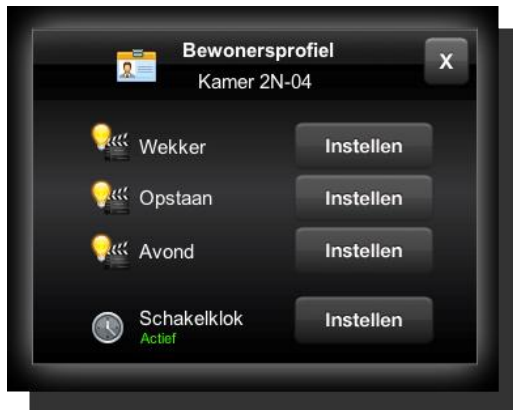 Bewonersprofiel
Kamer 2N-04
X
Wekker
Instellen
Opstaan
Instellen
Avond
Instellen
Schakelklok
Actief
Instellen